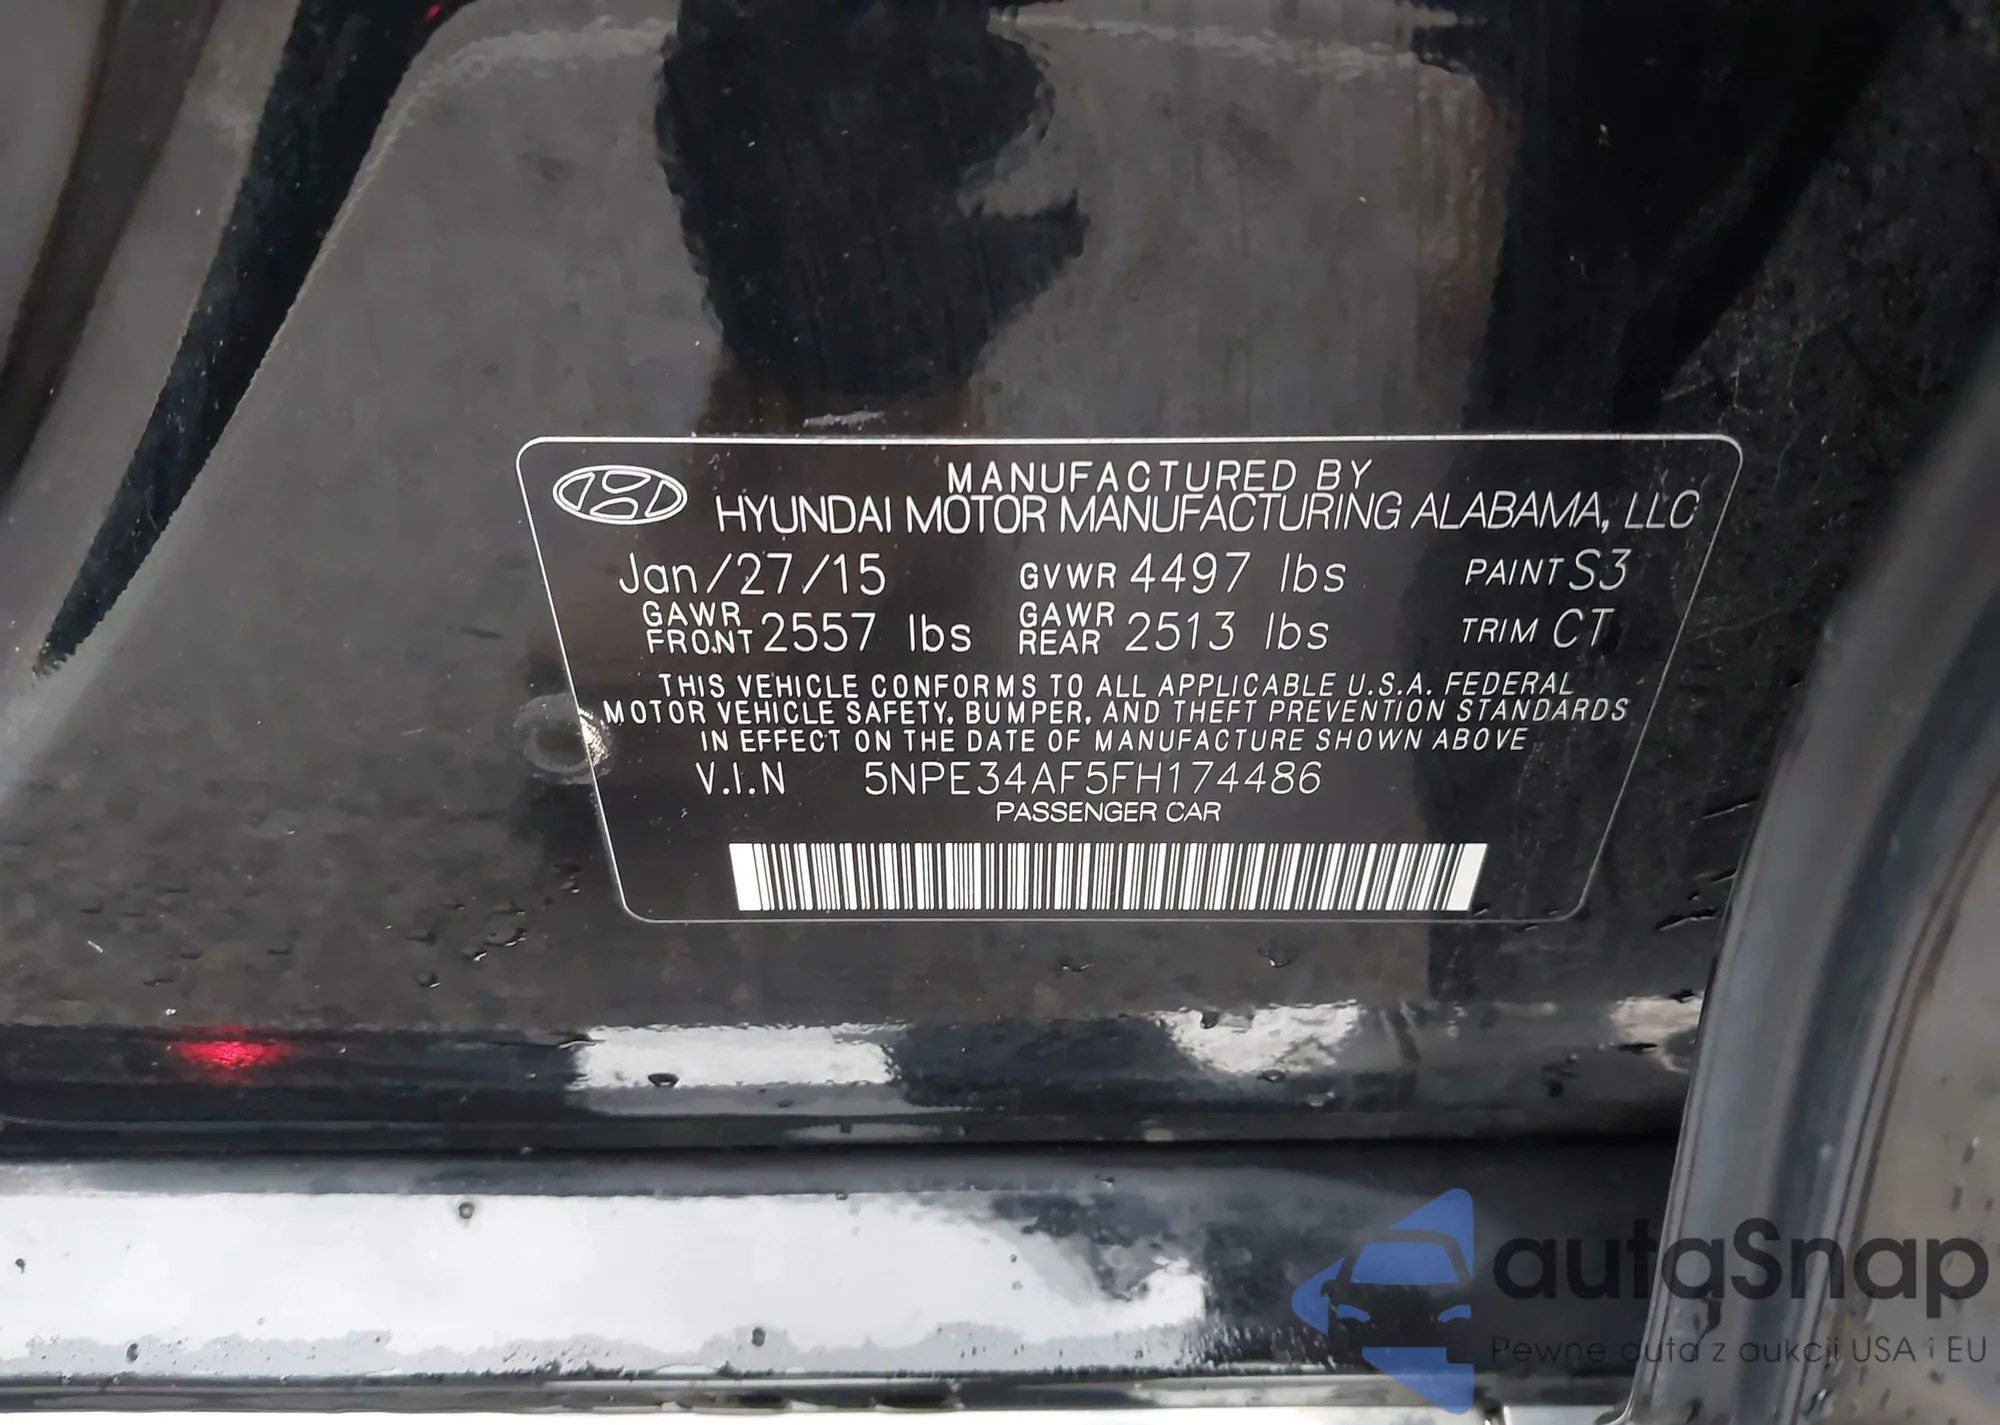 MANUFACTURED BY
HYUNDAI MOTOR MANUFACTURING ALABAMA, LLC
Jan/27/15 GVWR 4497 lbs PAINT S3
GAWR FRONT 2557 lbs GAWR REAR 2513 lbs TRIM CT
THIS VEHICLE CONFORMS TO ALL APPLICABLE U.S.A. FEDERAL
MOTOR VEHICLE SAFETY, BUMPER, AND THEFT PREVENTION STANDARDS
IN EFFECT ON THE DATE OF MANUFACTURE SHOWN ABOVE
V.I.N 5NPE34AF5FH174486
PASSENGER CAR
autaSnap
Pewne auta z aukcji USA i EU